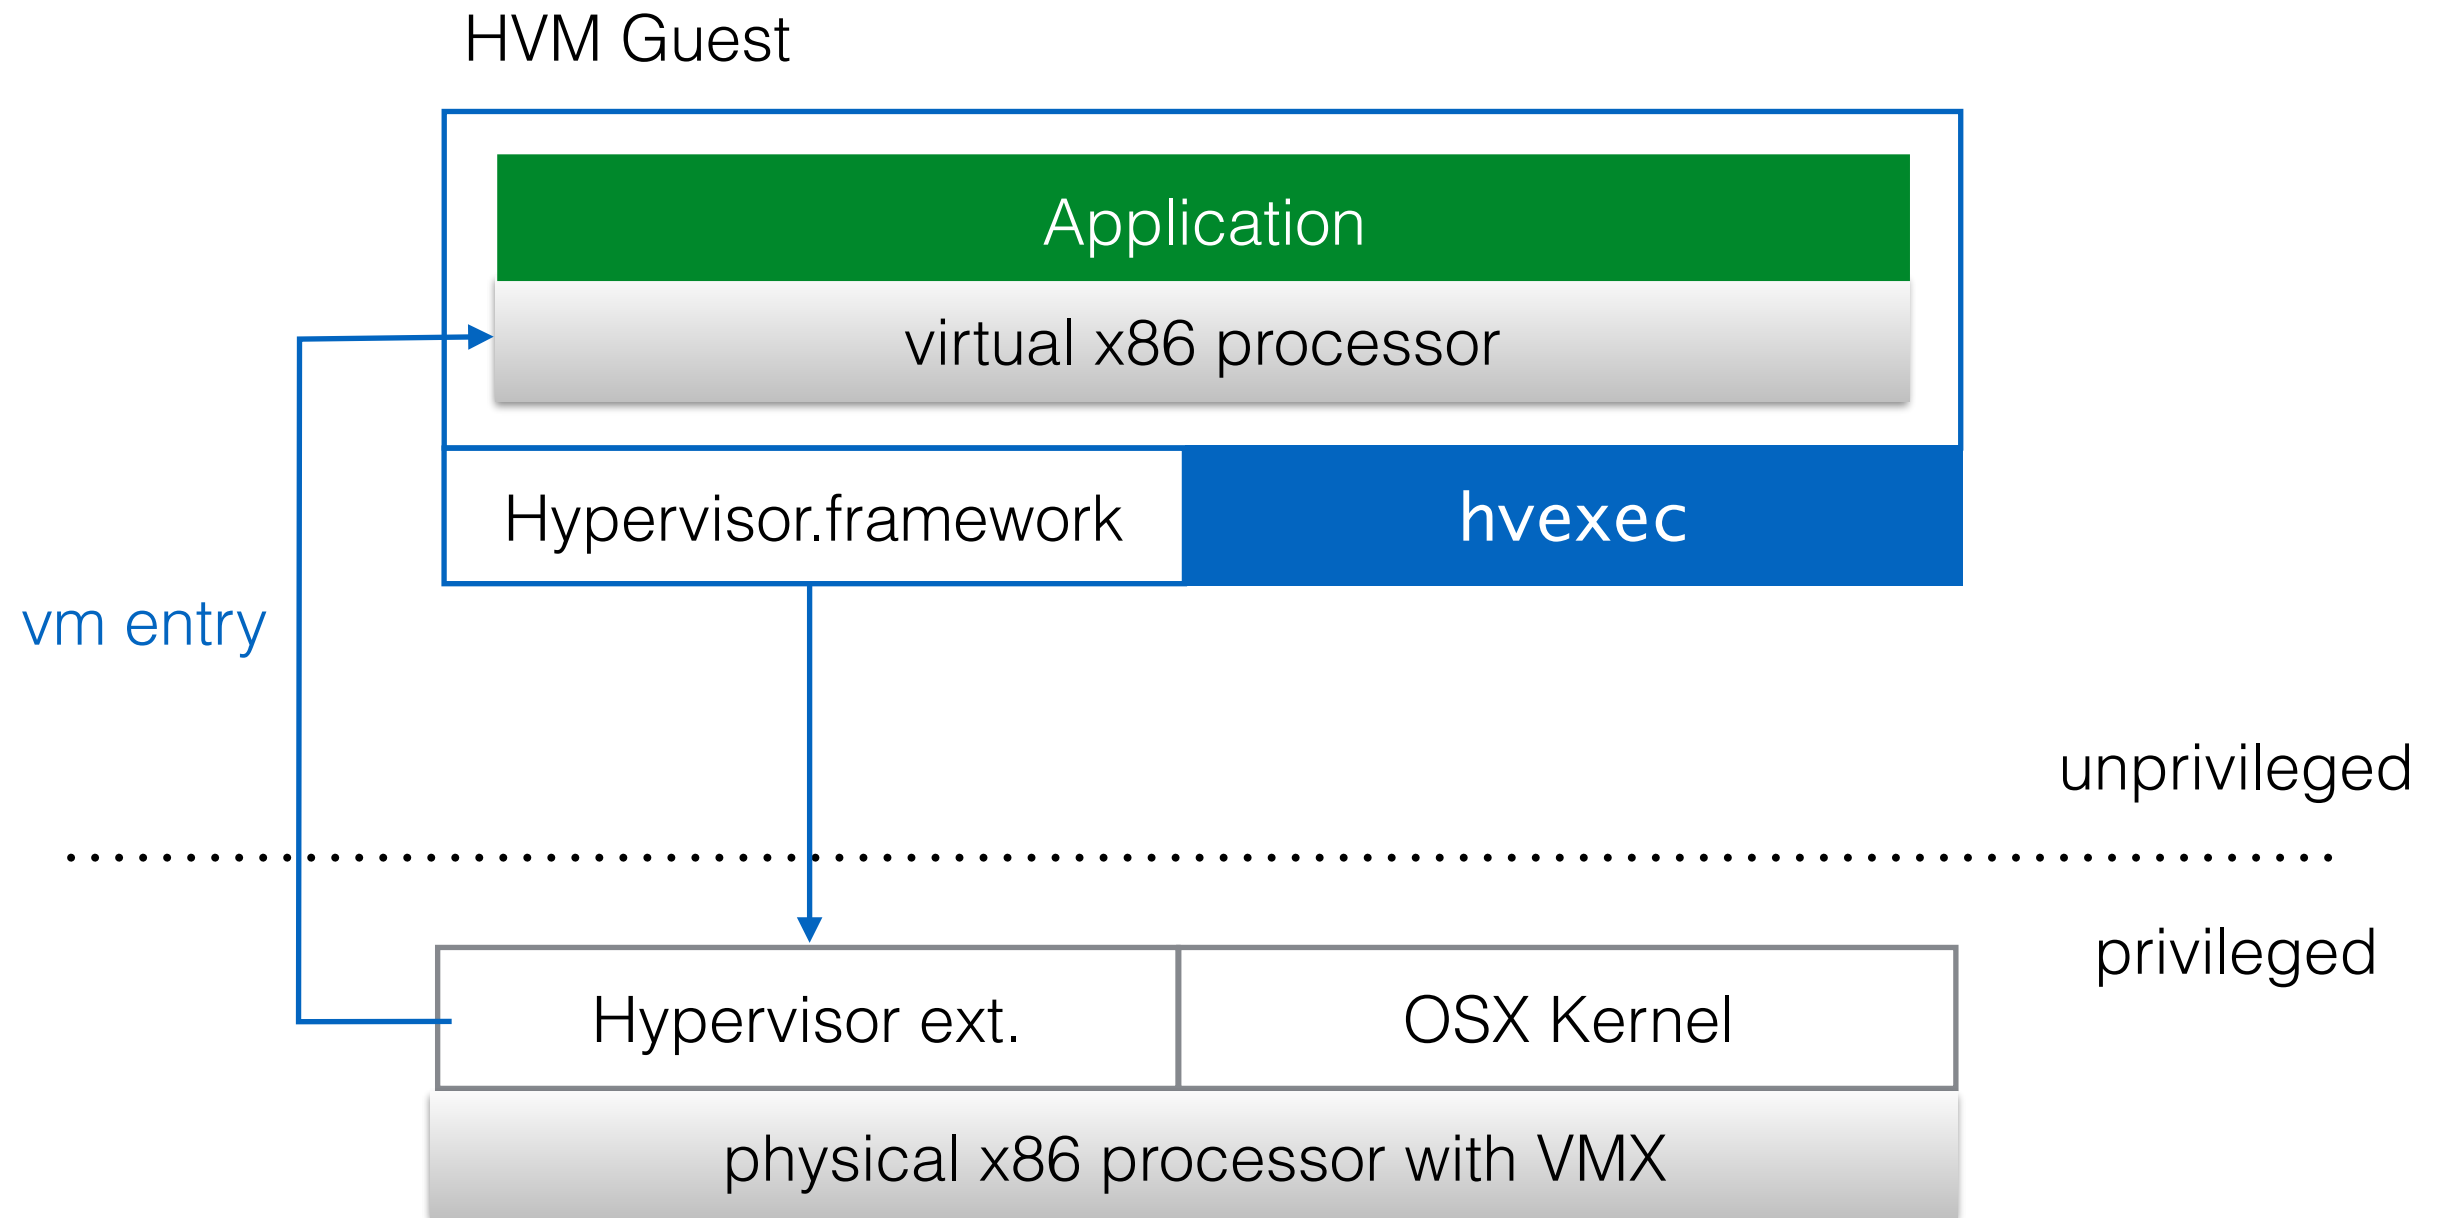 HVM Guest
Application
virtual x86 processor
Hypervisor.framework
hvexec
vm entry
unprivileged
privileged
Hypervisor ext.
OSX Kernel
physical x86 processor with VMX